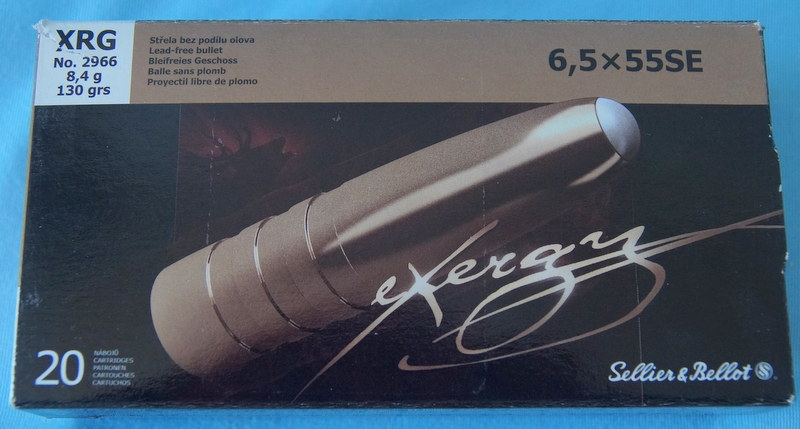 XRG
No. 2966
8,4 g
130 grs
Střela bez podílu olova
Lead-free bullet
Bleifreies Geschoss
Balle sans plomb
Proyectil libre de plomo
6,5×55SE
exergy
20
NÁBOJŮ
CARTRIDGES
PATRONEN
CARTOUCHES
CARTUCHOS
Sellier & Bellot